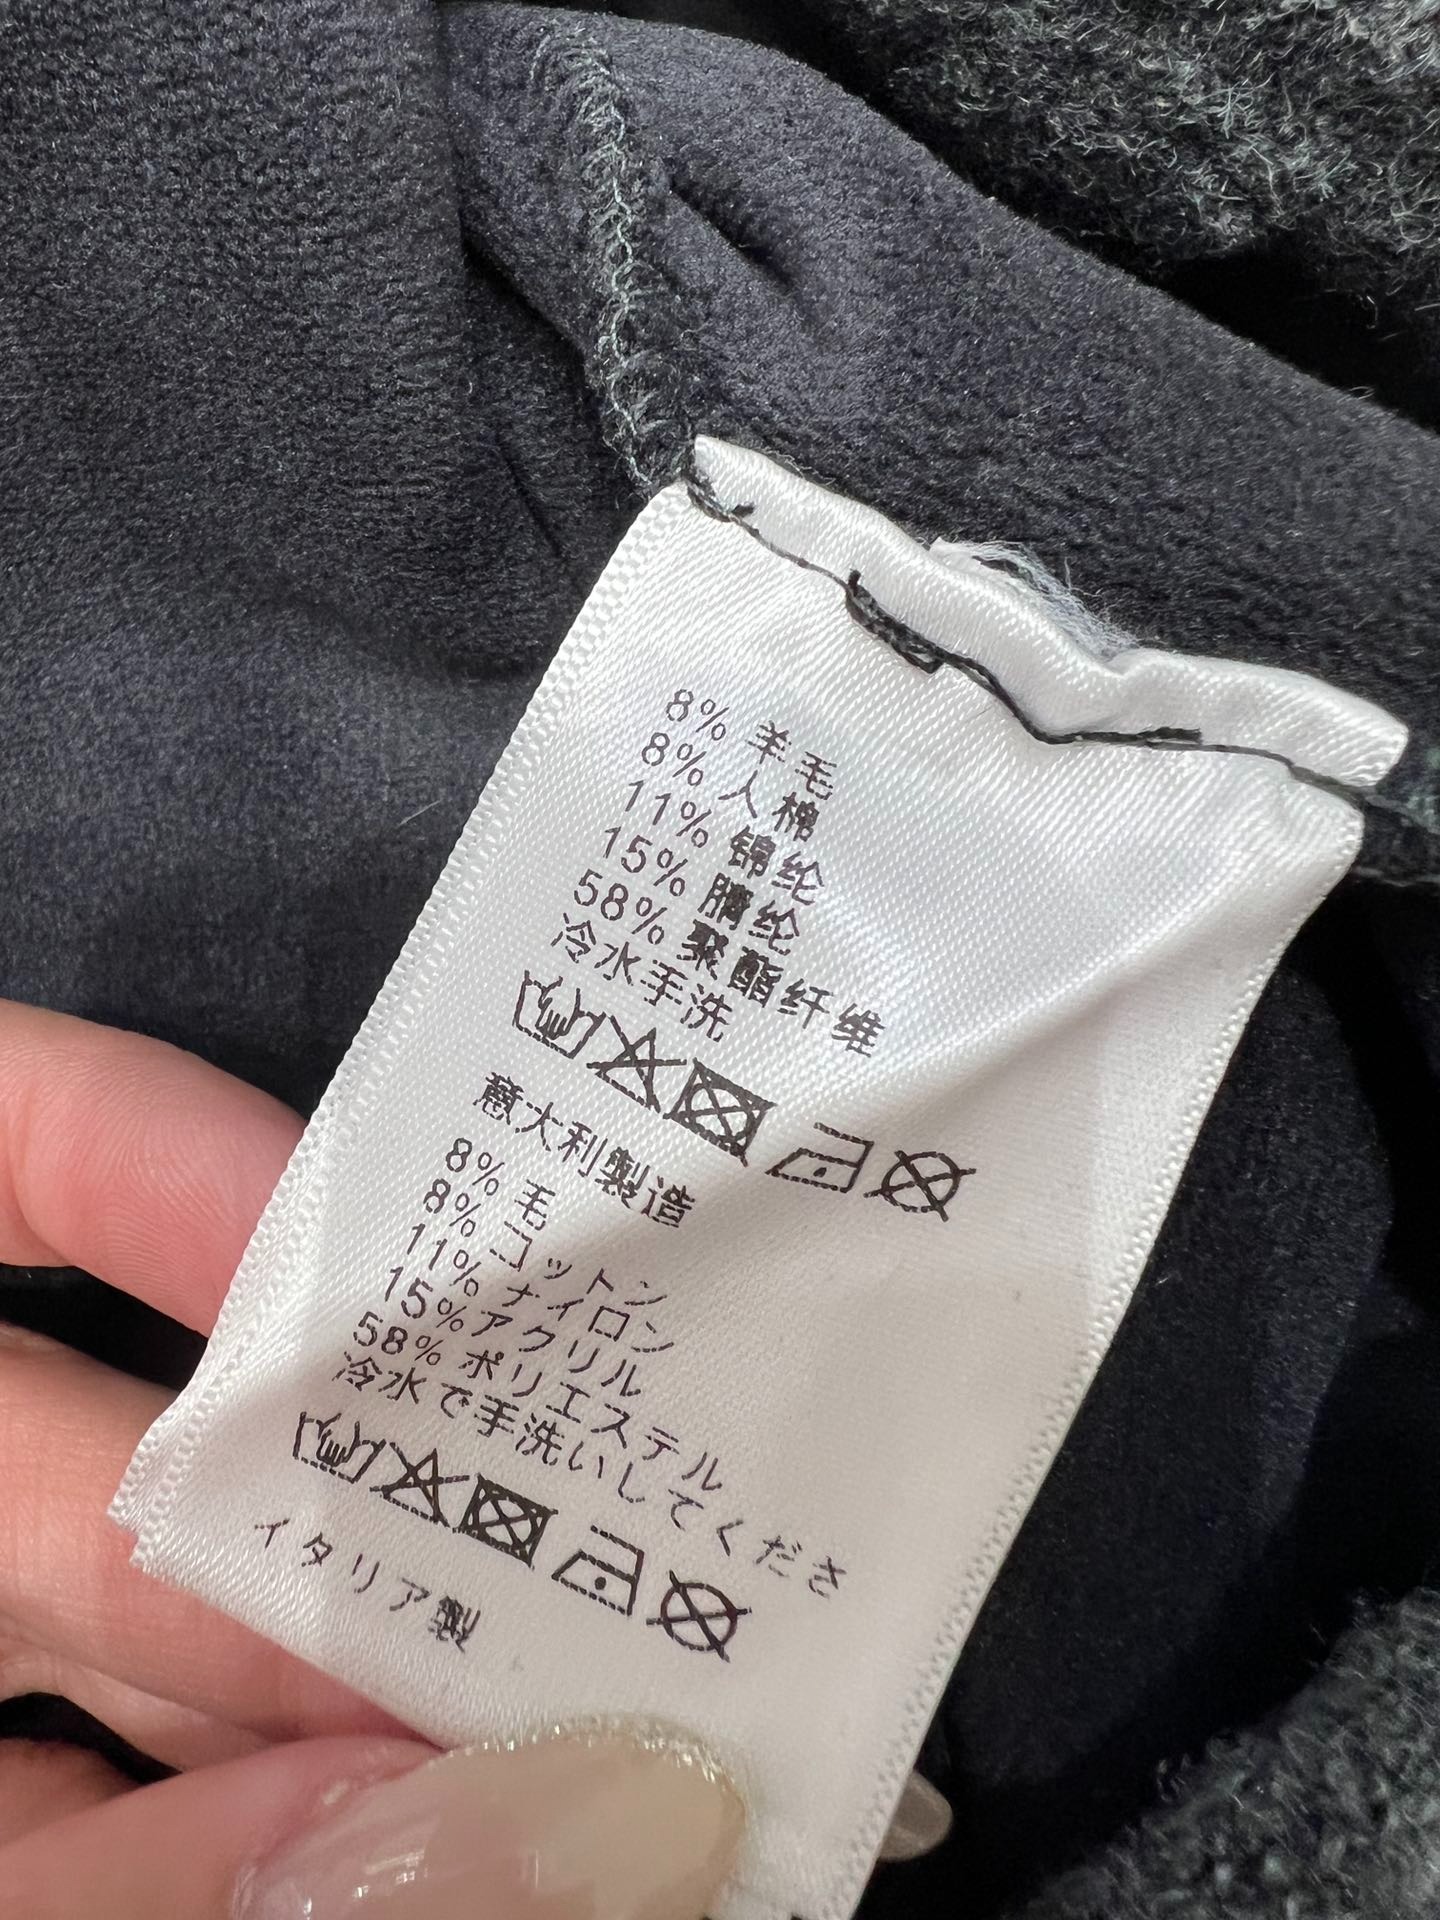 8% 羊毛
8% 人棉
11% 锦纶
15% 腈纶
58% 聚酯纤维
冷水手洗
意大利製造
8% 毛
8% コットン
11% ナイロン
15% アクリル
58% ポリエステル
冷水で手洗いしてくださ
イタリア製